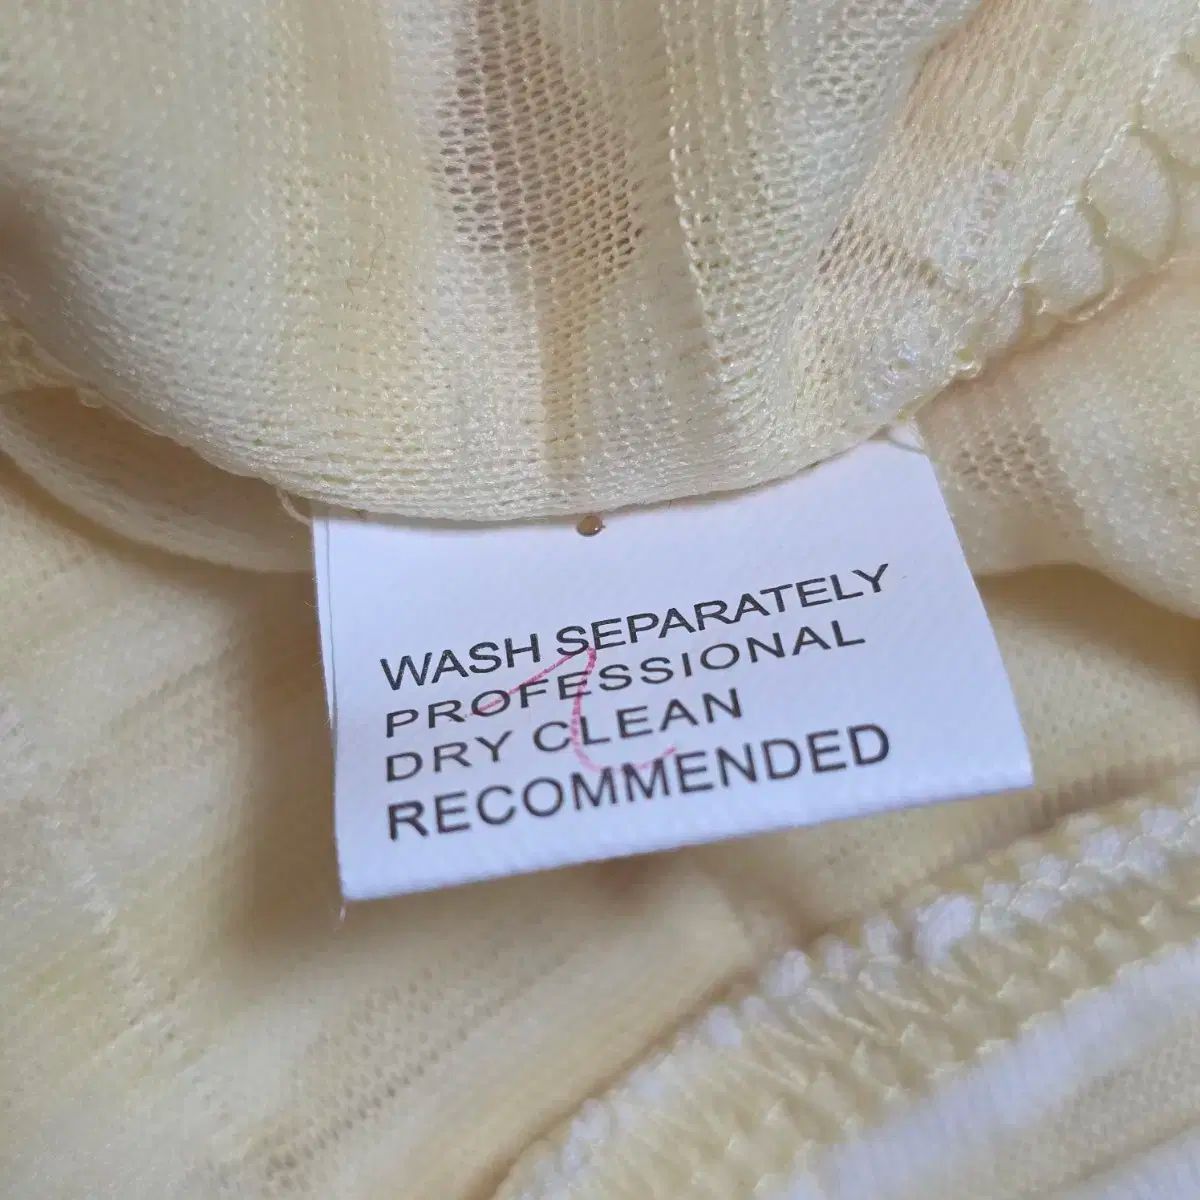 WASH SEPARATELY
PROFESSIONAL
DRY CLEAN
RECOMMENDED